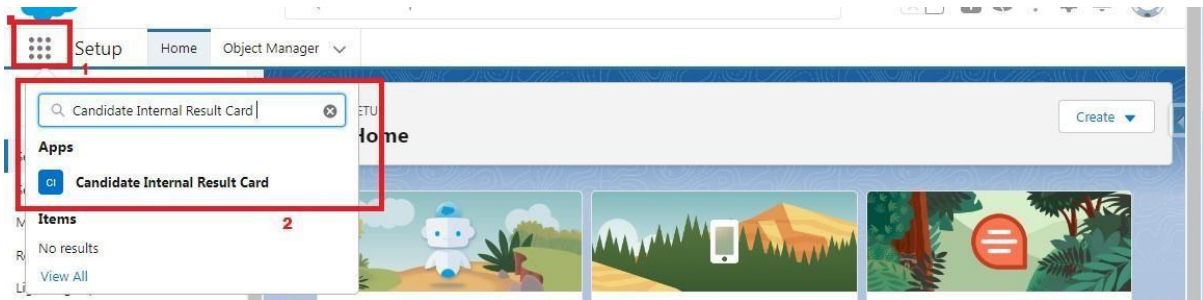 Setup Home Object Manager
1
Candidate Internal Result Card
Home
Create
Apps
CI Candidate Internal Result Card
Items
2
No results
View All